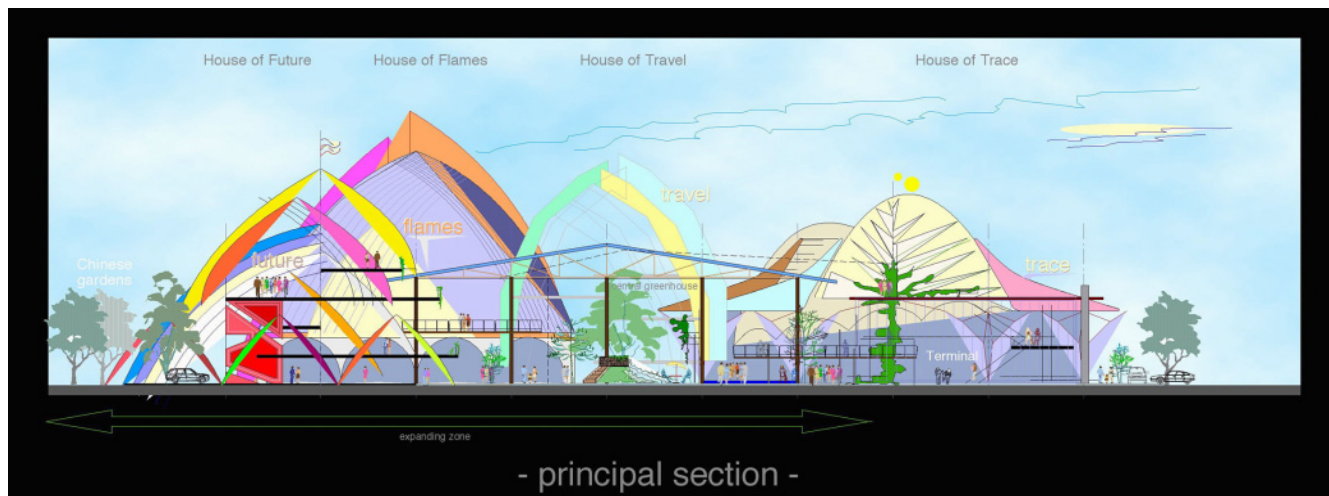 House of Future
House of Flames
House of Travel
House of Trace
travel
flames
future
Chinese
gardens
trace
central greenhouse
Terminal
expanding zone
- principal section -